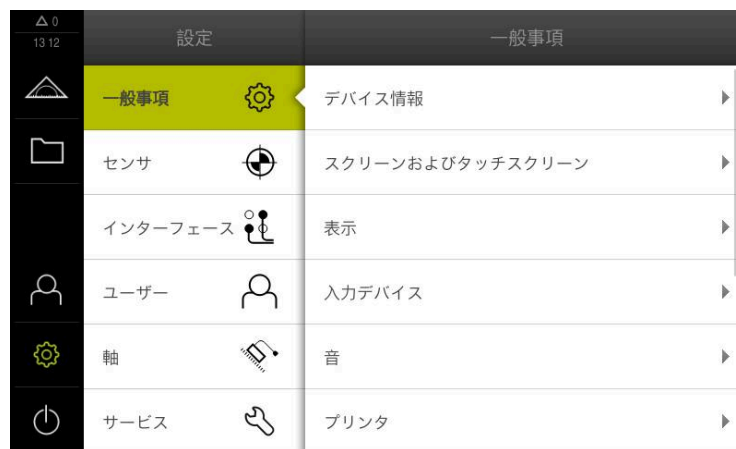 0
13 12
設定
一般事項
一般事項
センサ
インターフェース
ユーザー
軸
サービス
デバイス情報
スクリーンおよびタッチスクリーン
表示
入力デバイス
音
プリンタ